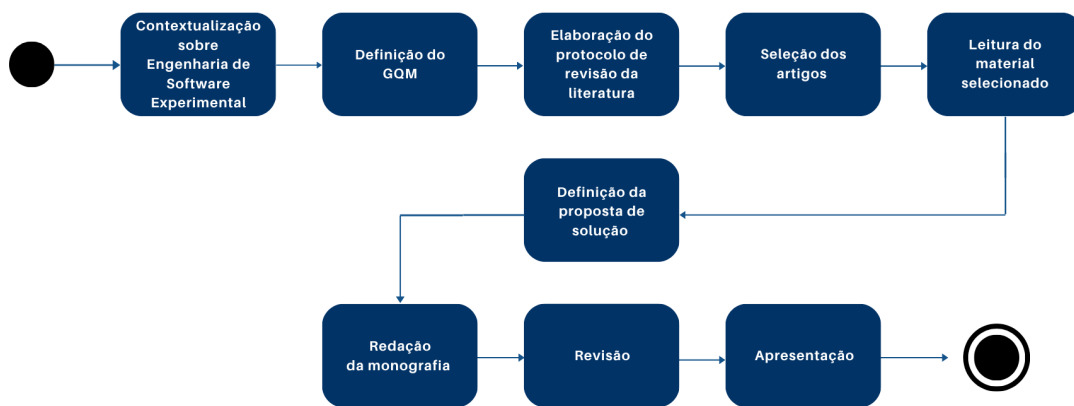 Contextualização
sobre
Engenharia de
Software
Experimental
Definição do
GQM
Elaboração do
protocolo de
revisão da
literatura
Seleção dos
artigos
Leitura do
material
selecionado
Definição da
proposta de
solução
Redação
da monografia
Revisão
Apresentação